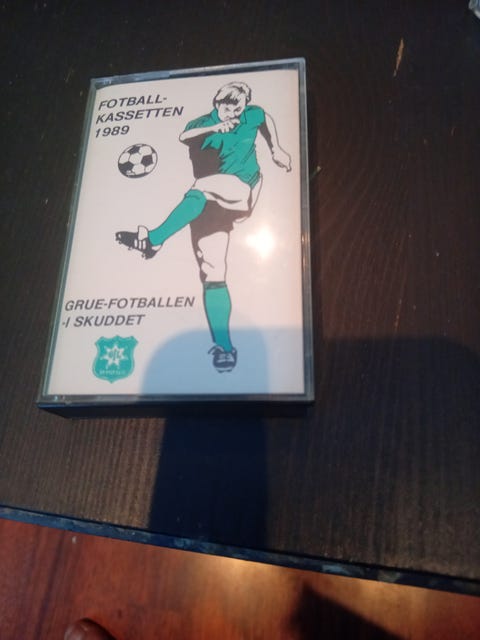 FOTBALL-
KASSETTEN
1989
GRUE-FOTBALLEN
-I SKUDDET